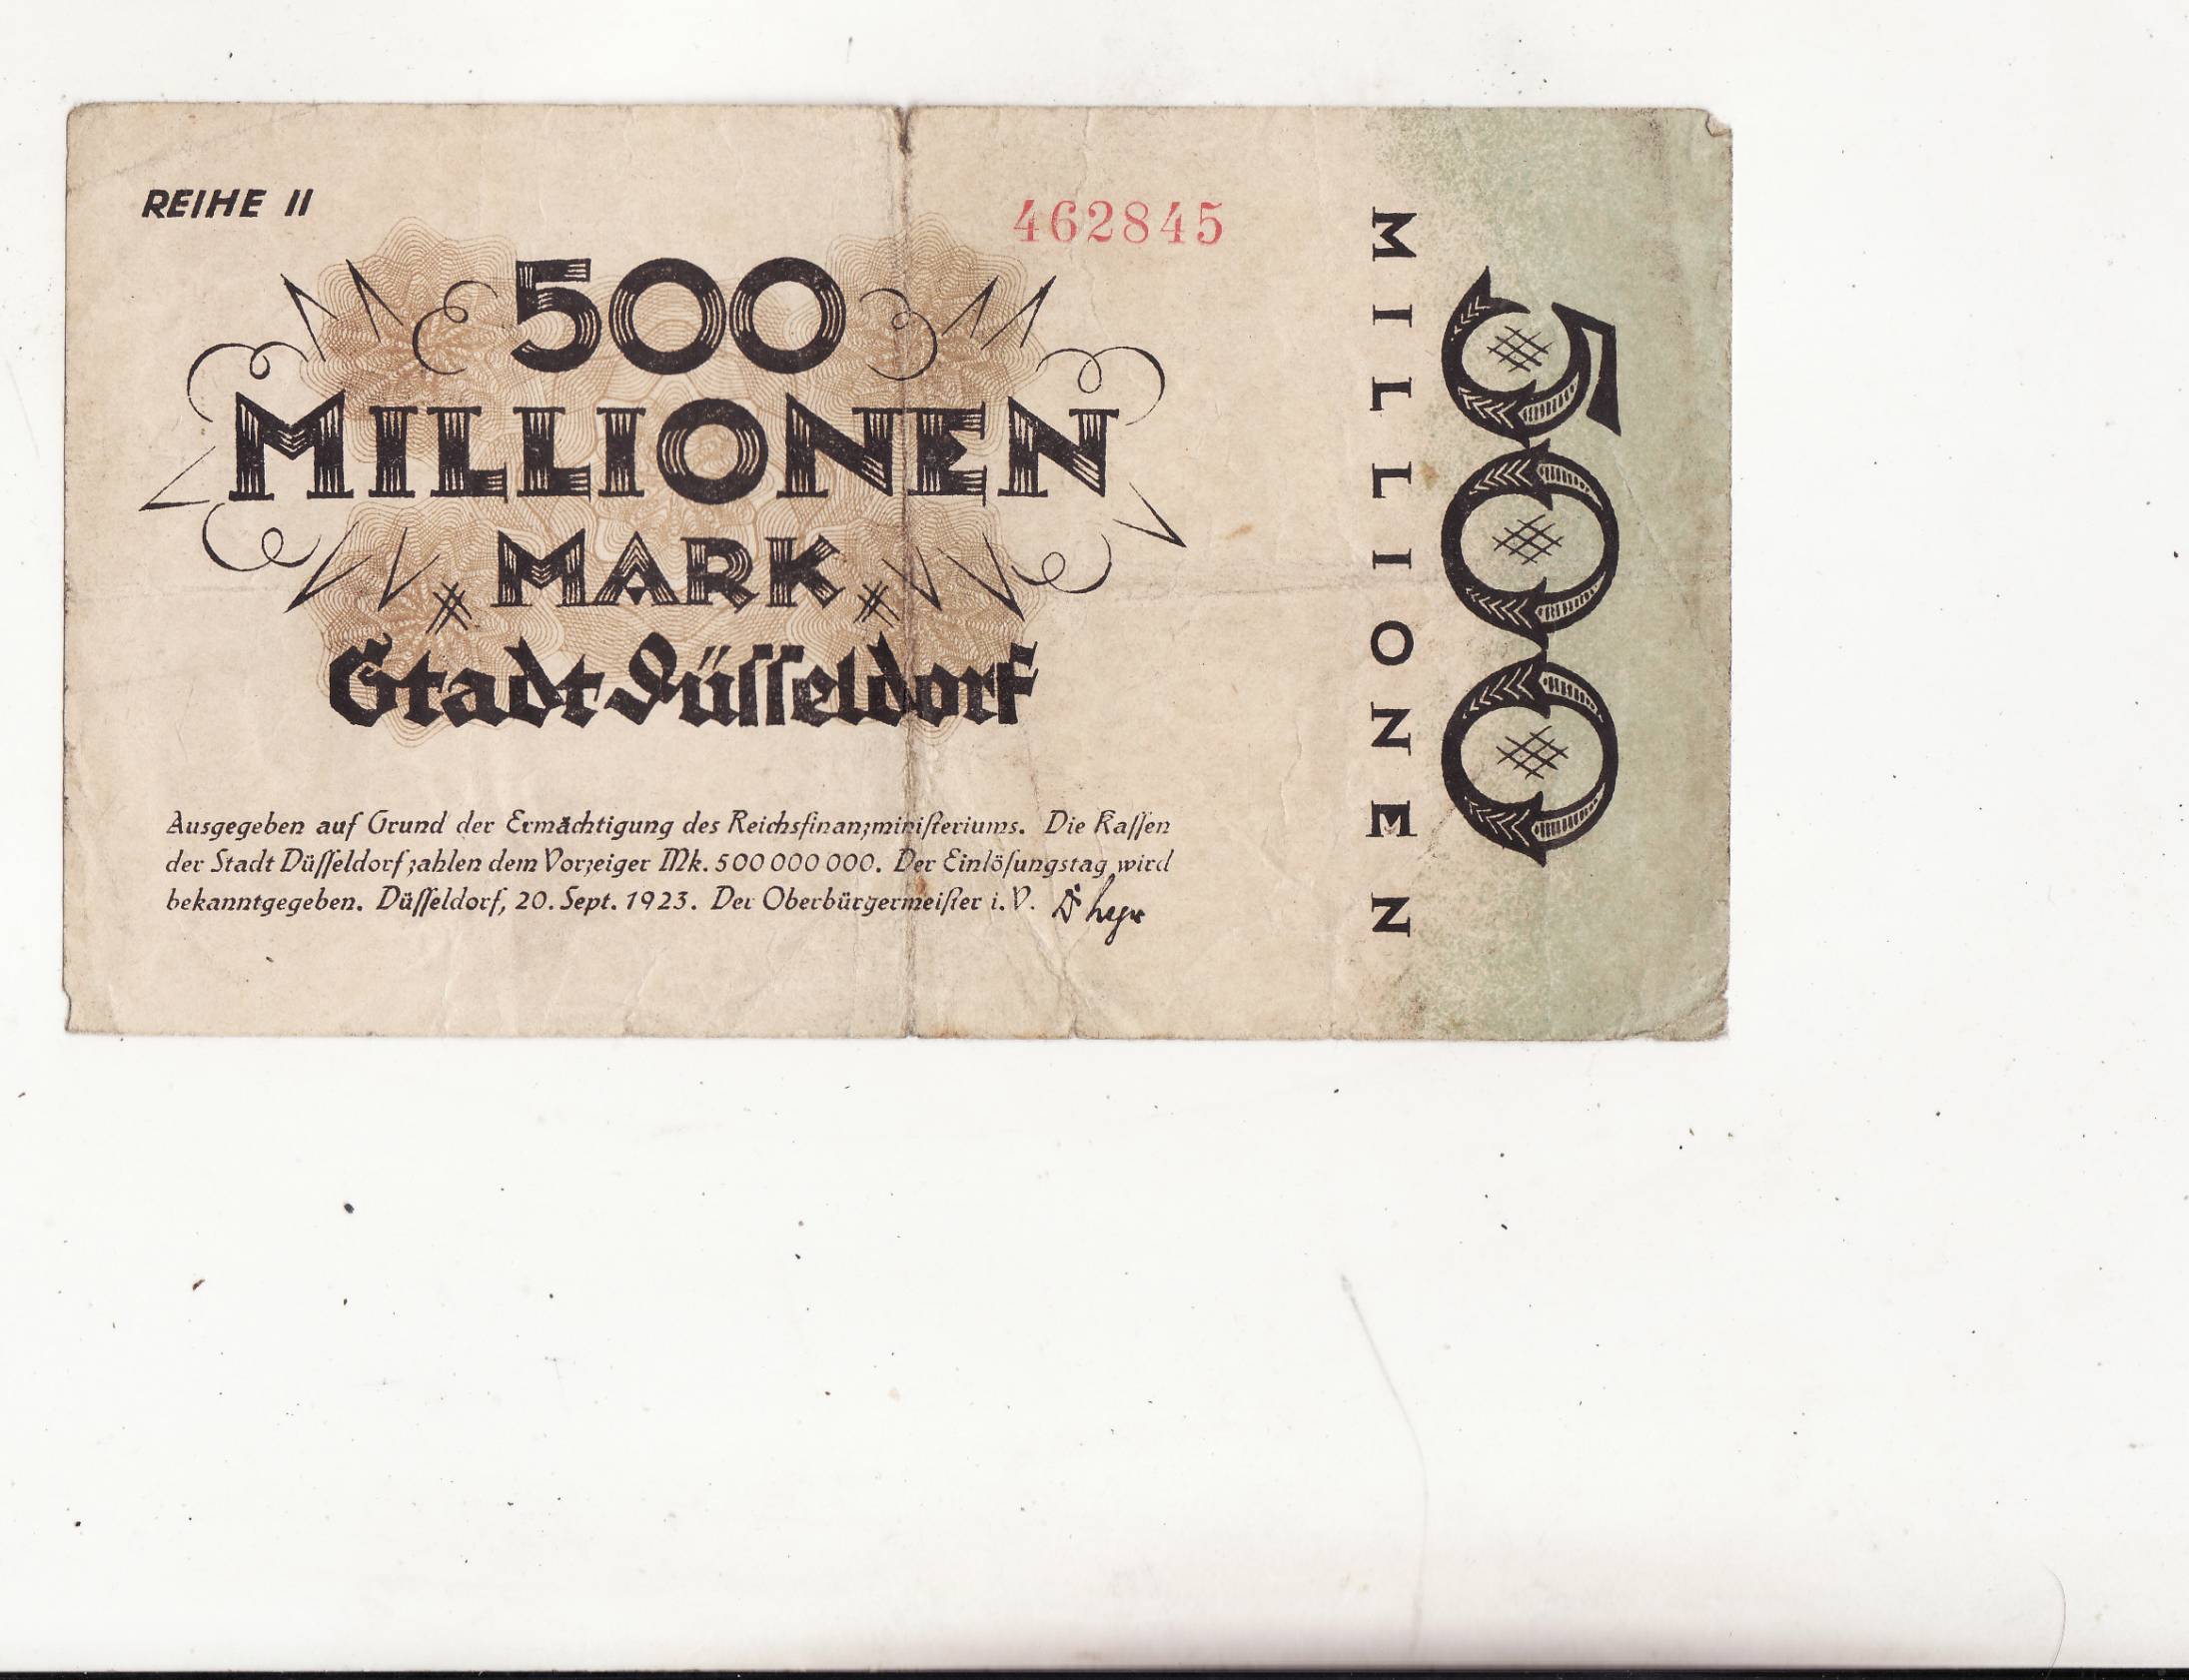 REIHE II
462845
500
MILLIONEN
MARK
Stadt Düſſeldorf
Ausgegeben auf Grund der Ermächtigung des Reichsfinanzminiſteriums. Die Kaſſen
der Stadt Düſſeldorf zahlen dem Vorzeiger Mk. 500 000 000. Der Einlöſungstag wird
bekanntgegeben. Düſſeldorf, 20. Sept. 1923. Der Oberbürgermeiſter i. V.
MILLIONEN
500